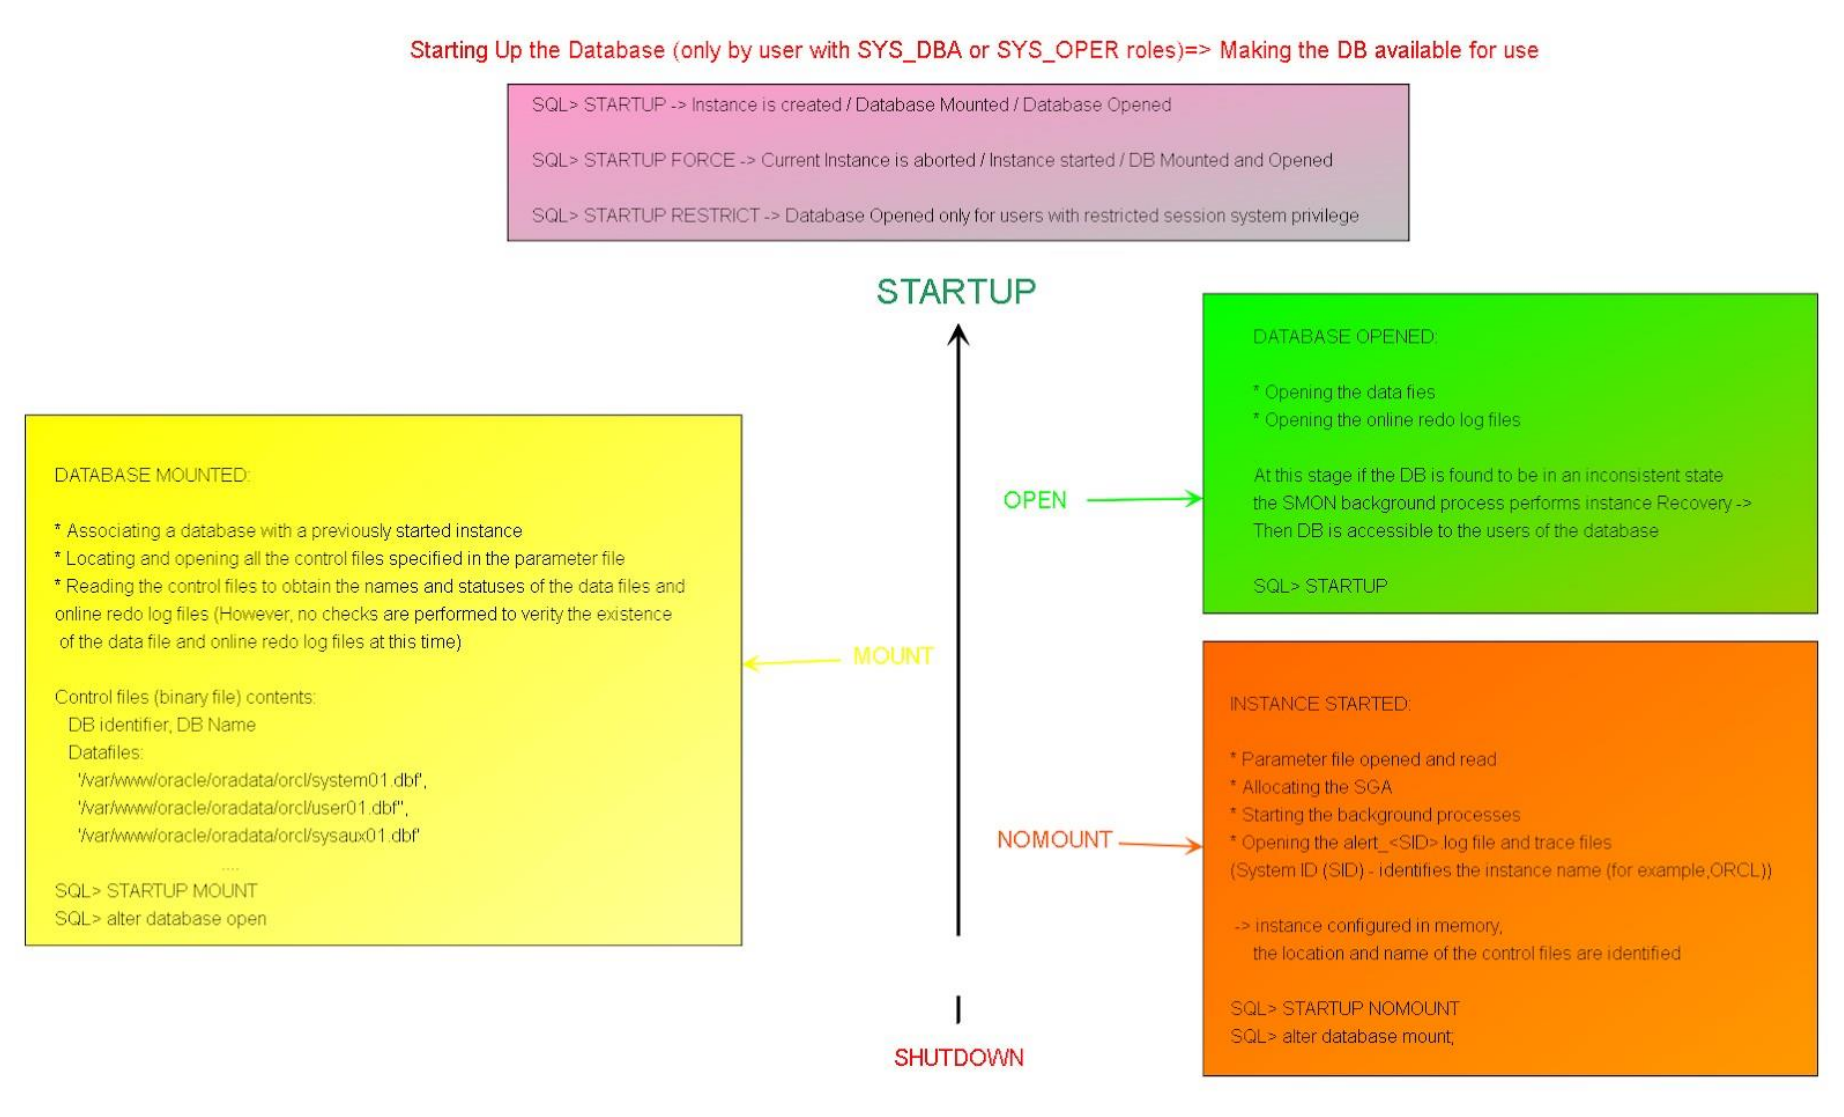 Starting Up the Database (only by user with SYS_DBA or SYS_OPER roles)=> Making the DB available for use
SQL> STARTUP -> Instance is created / Database Mounted / Database Opened
SQL> STARTUP FORCE -> Current Instance is aborted / Instance started / DB Mounted and Opened
SQL> STARTUP RESTRICT -> Database Opened only for users with restricted session system privilege
STARTUP
DATABASE OPENED:
* Opening the data fies
* Opening the online redo log files
At this stage if the DB is found to be in an inconsistent state
the SMON background process performs instance Recovery ->
Then DB is accessible to the users of the database
SQL> STARTUP
OPEN
DATABASE MOUNTED:
* Associating a database with a previously started instance
* Locating and opening all the control files specified in the parameter file
* Reading the control files to obtain the names and statuses of the data files and
online redo log files (However, no checks are performed to verity the existence
of the data file and online redo log files at this time)
Control files (binary file) contents:
DB identifier, DB Name
Datafiles:
'/var/www/oracle/oradata/orcl/system01.dbf',
'/var/www/oracle/oradata/orcl/user01.dbf'',
'/var/www/oracle/oradata/orcl/sysaux01.dbf'
....
SQL> STARTUP MOUNT
SQL> alter database open
MOUNT
INSTANCE STARTED:
* Parameter file opened and read
* Allocating the SGA
* Starting the background processes
* Opening the alert_<SID>.log file and trace files
(System ID (SID) - identifies the instance name (for example,ORCL))
-> instance configured in memory,
the location and name of the control files are identified
SQL> STARTUP NOMOUNT
SQL> alter database mount;
NOMOUNT
SHUTDOWN